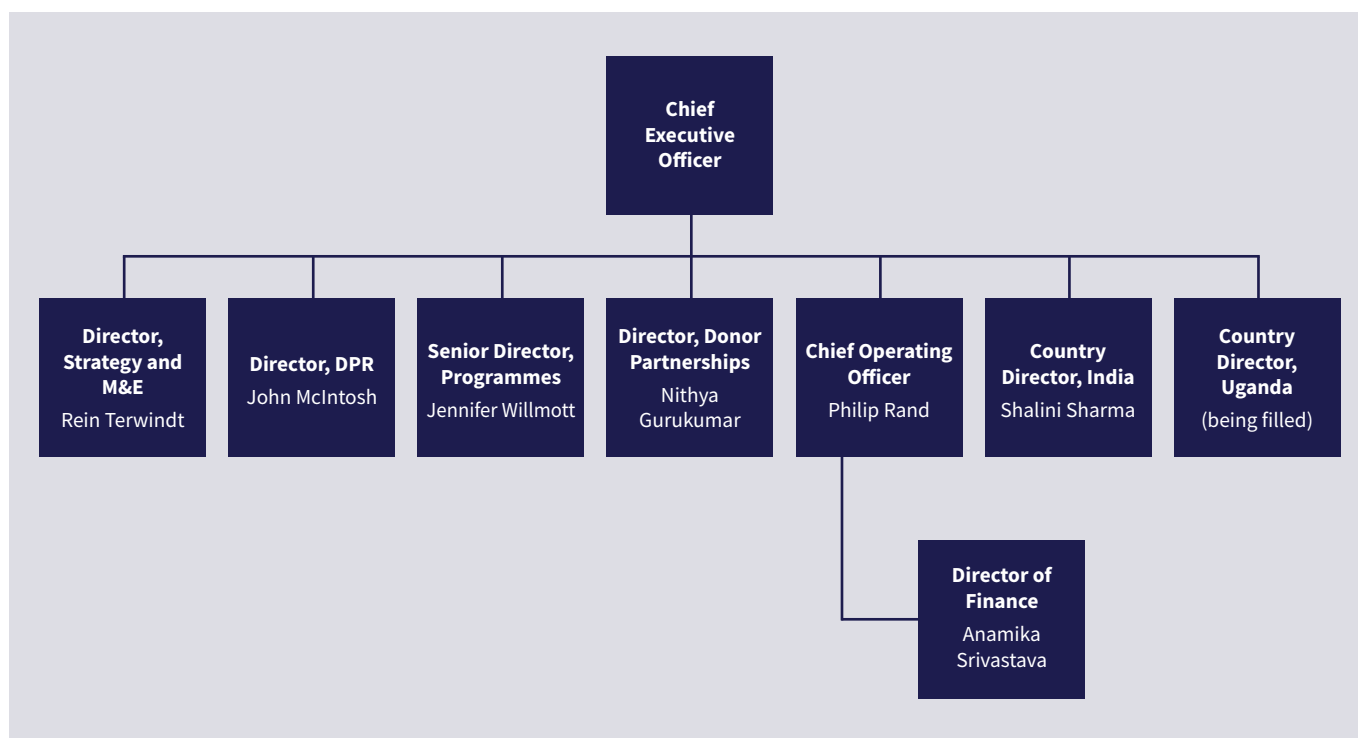 Chief
Executive
Officer
Director,
Strategy and
M&E
Rein Terwindt
Director, DPR
John McIntosh
Senior Director,
Programmes
Jennifer Willmott
Director, Donor
Partnerships
Nithya
Gurukumar
Chief Operating
Officer
Philip Rand
Country
Director, India
Shalini Sharma
Country
Director,
Uganda
(being filled)
Director of
Finance
Anamika
Srivastava